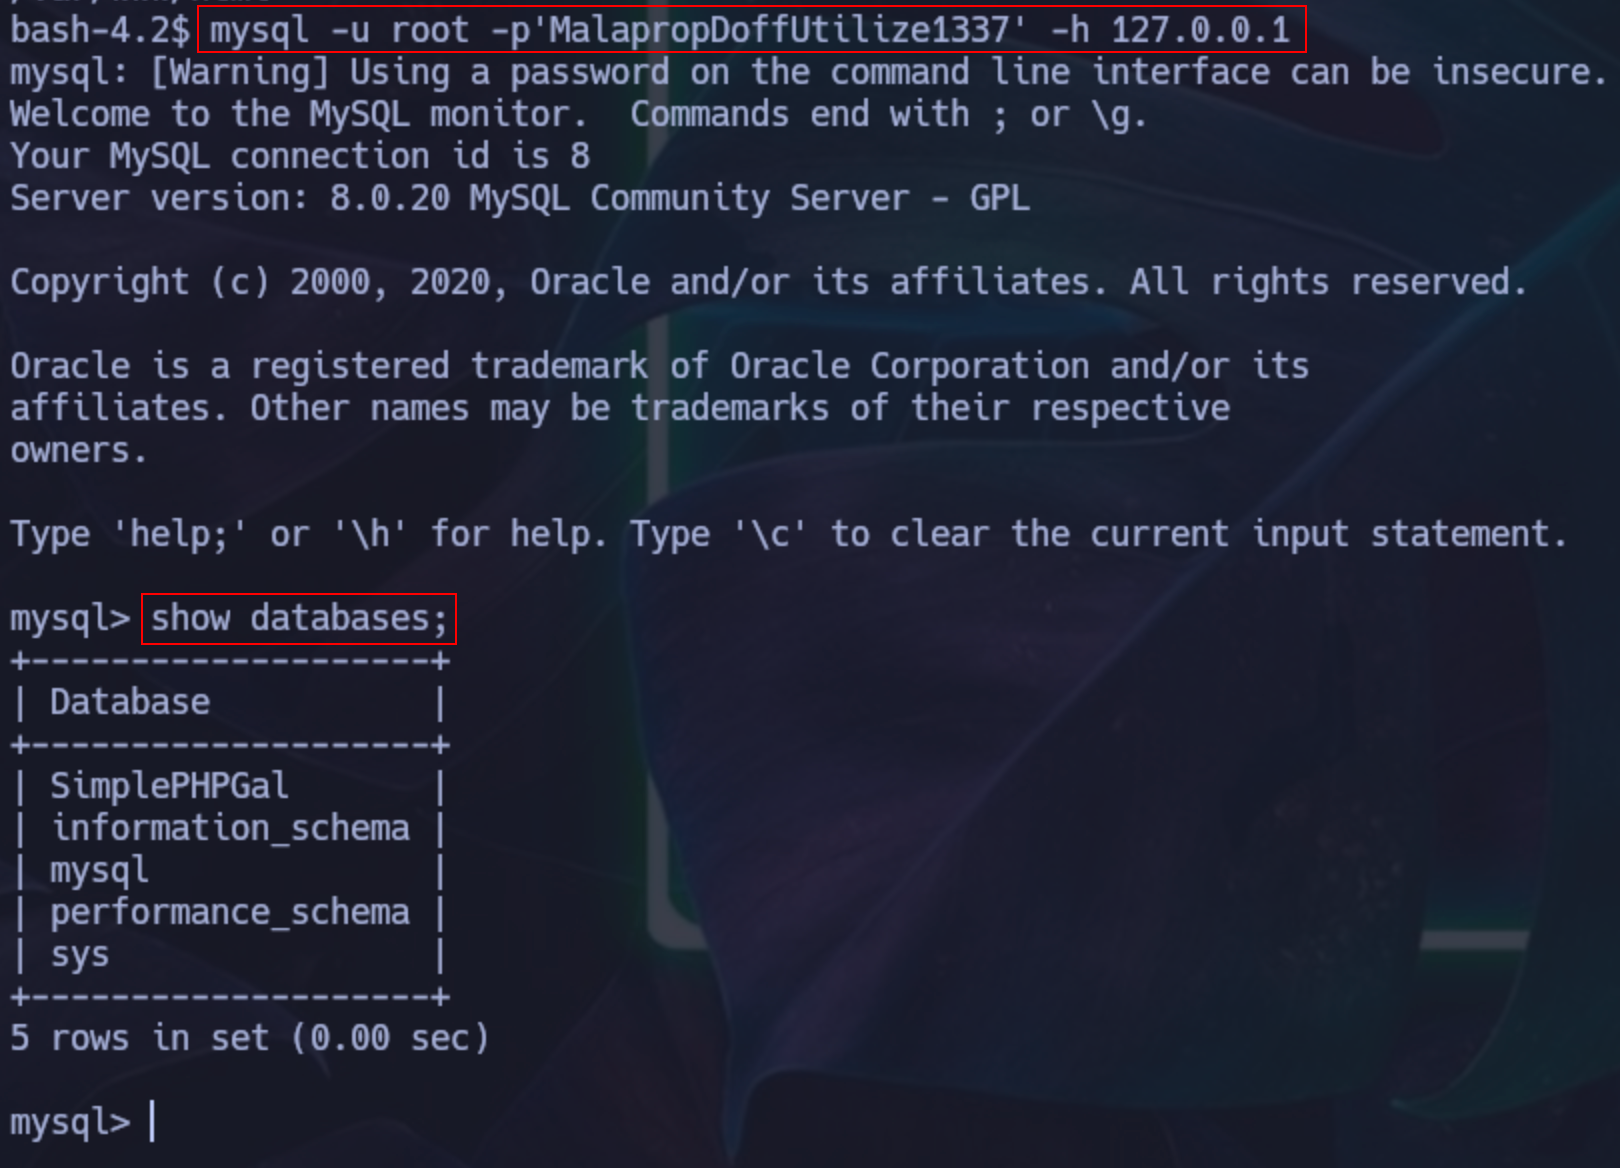 bash-4.2$ mysql -u root -p'MalapropDoffUtilize1337' -h 127.0.0.1
mysql: [Warning] Using a password on the command line interface can be insecure.
Welcome to the MySQL monitor.  Commands end with ; or \g.
Your MySQL connection id is 8
Server version: 8.0.20 MySQL Community Server - GPL

Copyright (c) 2000, 2020, Oracle and/or its affiliates. All rights reserved.

Oracle is a registered trademark of Oracle Corporation and/or its
affiliates. Other names may be trademarks of their respective
owners.

Type 'help;' or '\h' for help. Type '\c' to clear the current input statement.

mysql> show databases;
+--------------------+
| Database           |
+--------------------+
| SimplePHPGal       |
| information_schema |
| mysql              |
| performance_schema |
| sys                |
+--------------------+
5 rows in set (0.00 sec)

mysql>